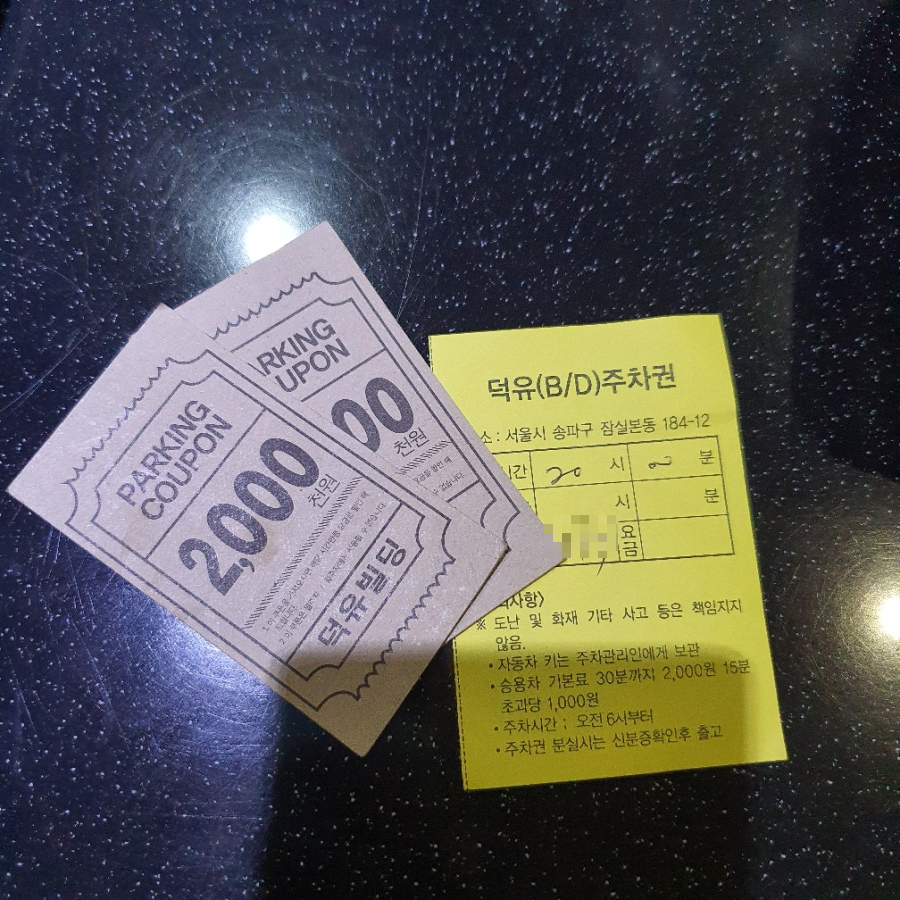 PARKING
COUPON
2,000
천원
덕유빌딩
RKING
UPON
00
천원
덕유(B/D)주차권
소 : 서울시 송파구 잠실본동 184-12
간 20 시 분
시 분
요
금
사항>
※ 도난 및 화재 기타 사고 등은 책임지지
않음.
• 자동차 키는 주차관리인에게 보관
• 승용차 기본료 30분까지 2,000원 15분
초과당 1,000원
• 주차시간 : 오전 6시부터
• 주차권 분실시는 신분증확인후 출고